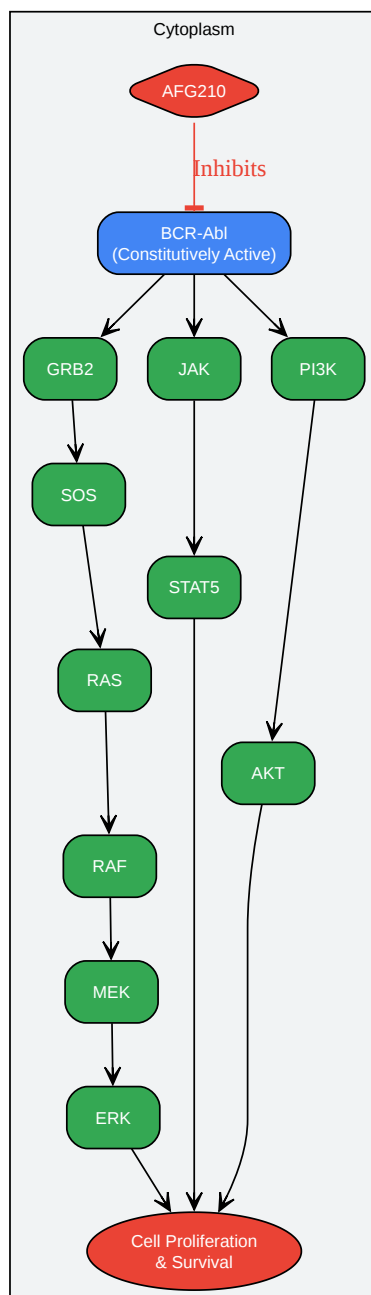 Cytoplasm
AFG210
Inhibits
BCR-Abl
(Constitutively Active)
GRB2
JAK
PI3K
SOS
STAT5
RAS
AKT
RAF
MEK
ERK
Cell Proliferation
& Survival